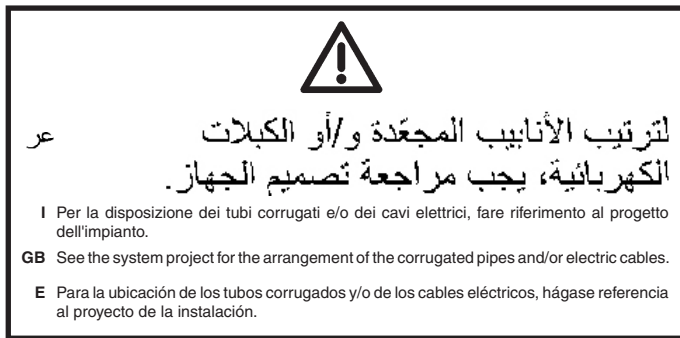 لترتيب الأنابيب المجعّدة و/أو الكبلات عر
الكهربائية، يجب مراجعة تصميم الجهاز.
I Per la disposizione dei tubi corrugati e/o dei cavi elettrici, fare riferimento al progetto
dell'impianto.
GB See the system project for the arrangement of the corrugated pipes and/or electric cables.
E Para la ubicación de los tubos corrugados y/o de los cables eléctricos, hágase referencia
al proyecto de la instalación.